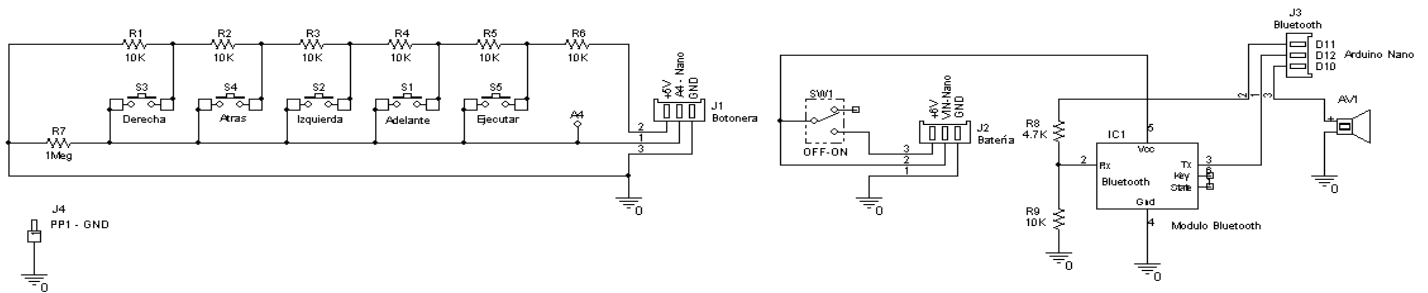 R1
10K
R2
10K
R3
10K
R4
10K
R5
10K
R6
10K
S3
Derecha
S4
Atras
S2
Izquierda
S1
Adelante
S5
Ejecutar
A4
R7
1Meg
+5V
A4 - Nano
GND
J1
Botonera
2
1
3
0
J4
PP1 - GND
0
SW1
OFF-ON
+6V
VIN-Nano
GND
J2
Batería
3
2
1
0
J3
Bluetooth
D11
D12
D10
Arduino Nano
2
1
3
AV1
+
0
R8
4.7K
R9
10K
0
IC1
5
Vcc
2
Rx
Tx
3
Key
6
State
Bluetooth
Gnd
4
Modulo Bluetooth
0